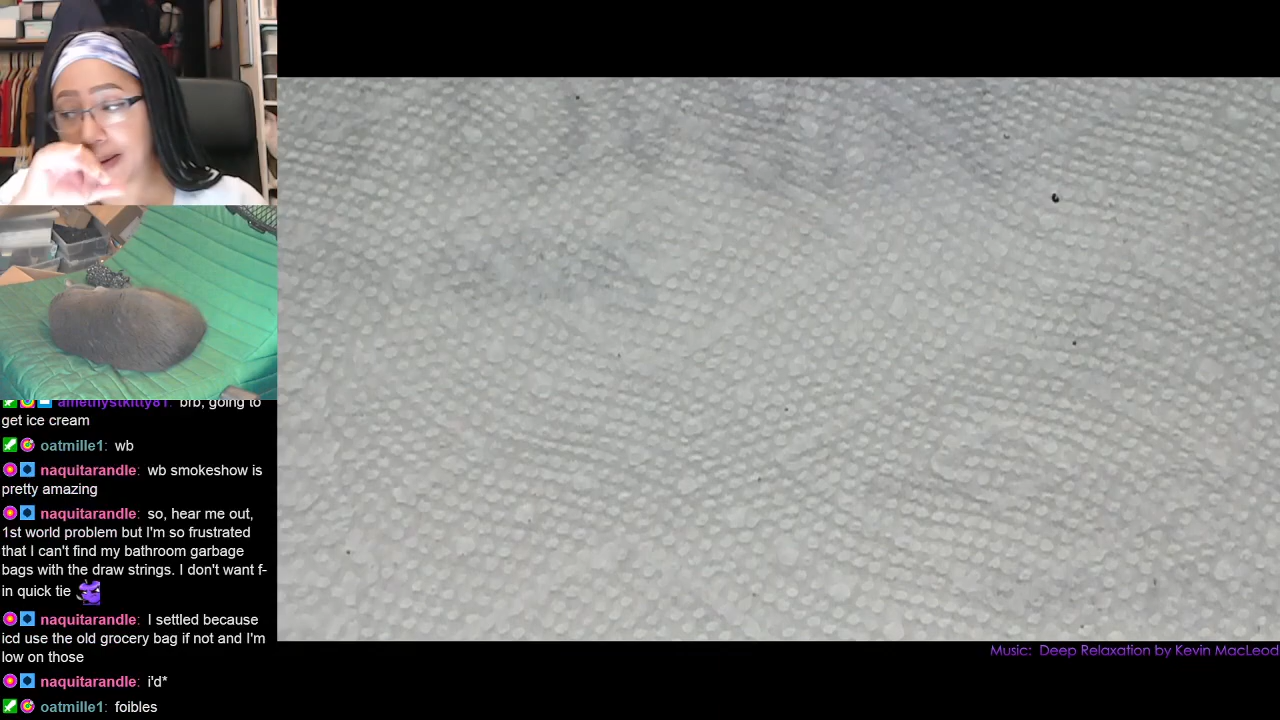 amethystkitty81: brb, going to
get ice cream
oatmille1: wb
naquitarandle: wb smokeshow is
pretty amazing
naquitarandle: so, hear me out,
1st world problem but I'm so frustrated
that I can't find my bathroom garbage
bags with the draw strings. I don't want f-
in quick tie
naquitarandle: I settled because
icd use the old grocery bag if not and I'm
low on those
naquitarandle: i'd*
oatmille1: foibles
Music: Deep Relaxation by Kevin MacLeod